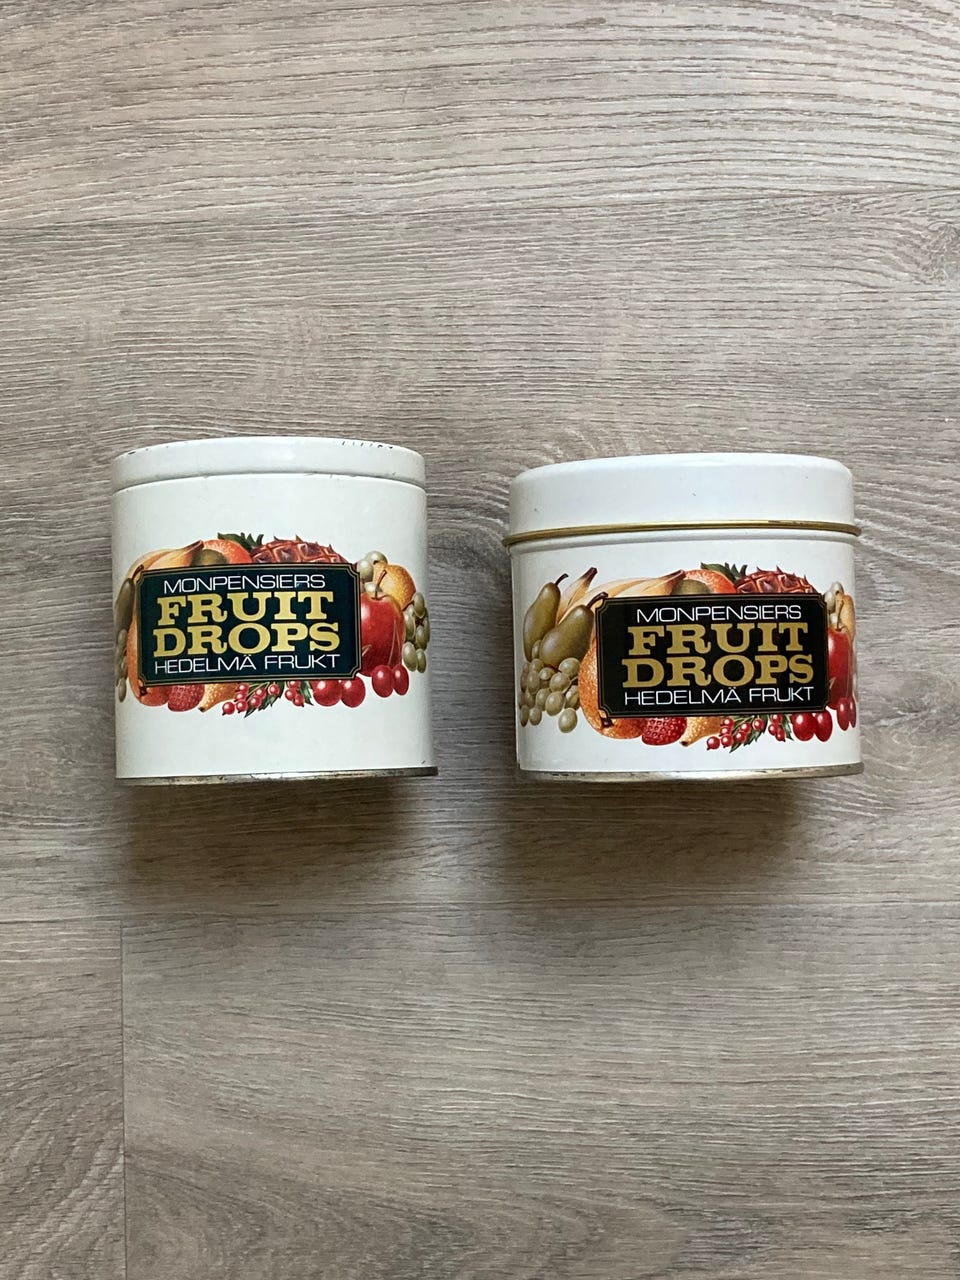 MONPENSIERS
FRUIT
DROPS
HEDELMÄ FRUKT
MONPENSIERS
FRUIT
DROPS
HEDELMÄ FRUKT